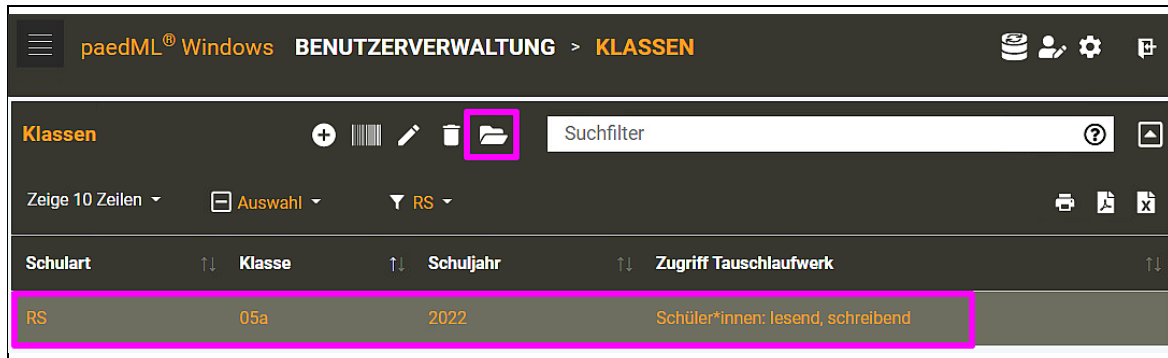 paedML® Windows BENUTZERVERWALTUNG > KLASSEN
Klassen Suchfilter
Zeige 10 Zeilen Auswahl RS
Schulart Klasse Schuljahr Zugriff Tauschlaufwerk
RS 05a 2022 Schüler*innen: lesend, schreibend